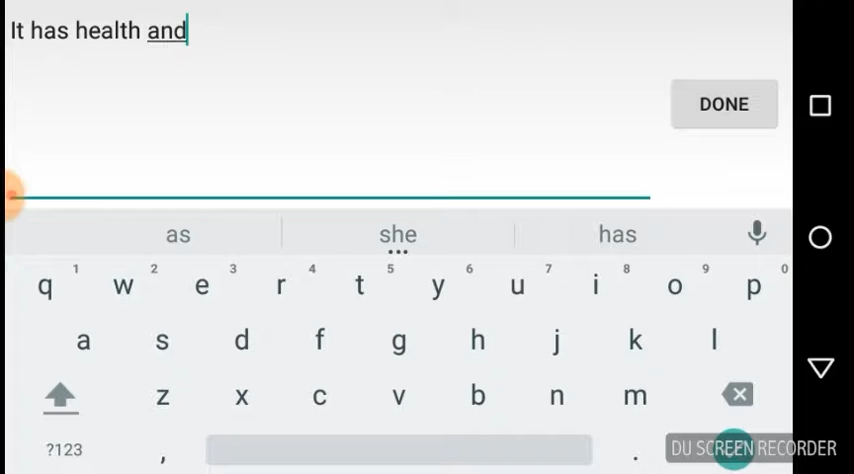 It has health and
DONE
as she has
1 2 3 4 5 6 7 8 9 0
q w e r t y u i o p
a s d f g h j k l
z x c v b n m
?123 , .
DU SCREEN RECORDER